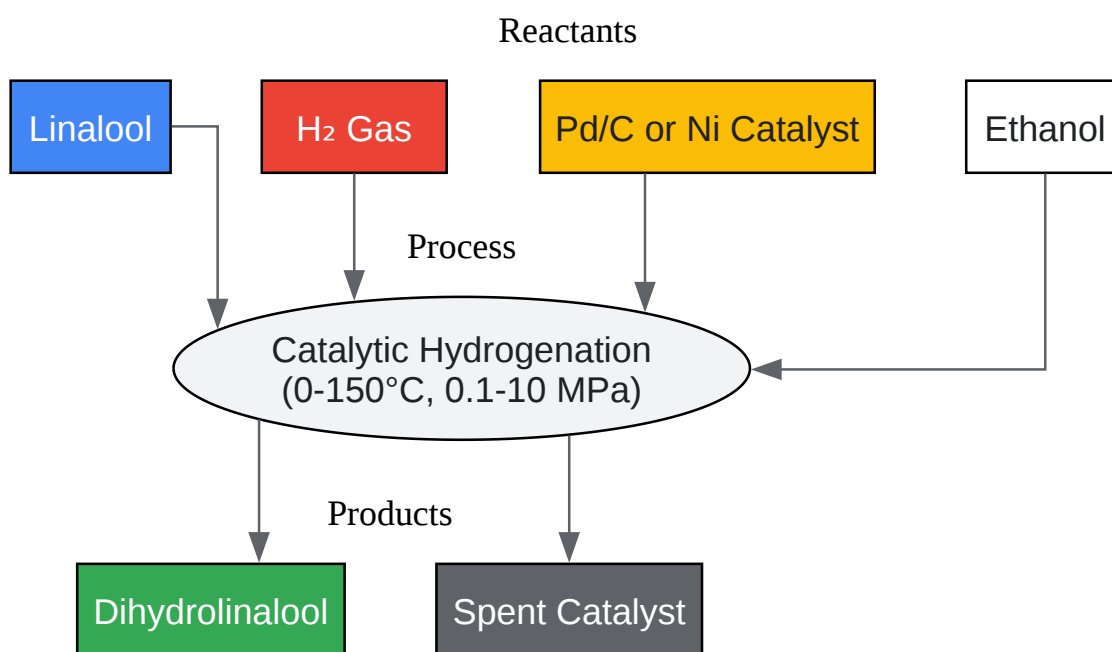 Reactants
Linalool
H₂ Gas
Pd/C or Ni Catalyst
Ethanol
Process
Catalytic Hydrogenation
(0-150°C, 0.1-10 MPa)
Products
Dihydrolinalool
Spent Catalyst